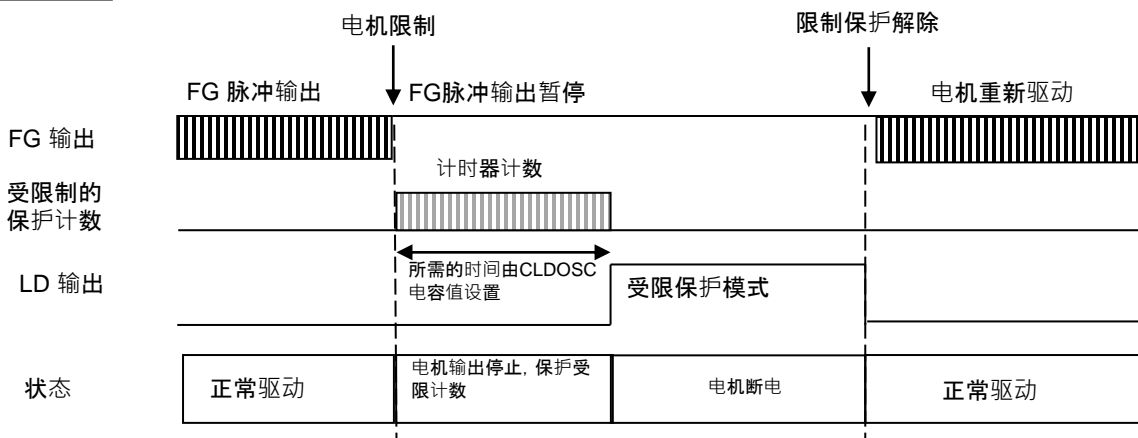 电机限制
限制保护解除
FG 脉冲输出
FG脉冲输出暂停
电机重新驱动
FG 输出
计时器计数
受限制的
保护计数
LD 输出
所需的时间由CLDOSC
电容值设置
受限保护模式
状态
正常驱动
电机输出停止, 保护受
限计数
电机断电
正常驱动